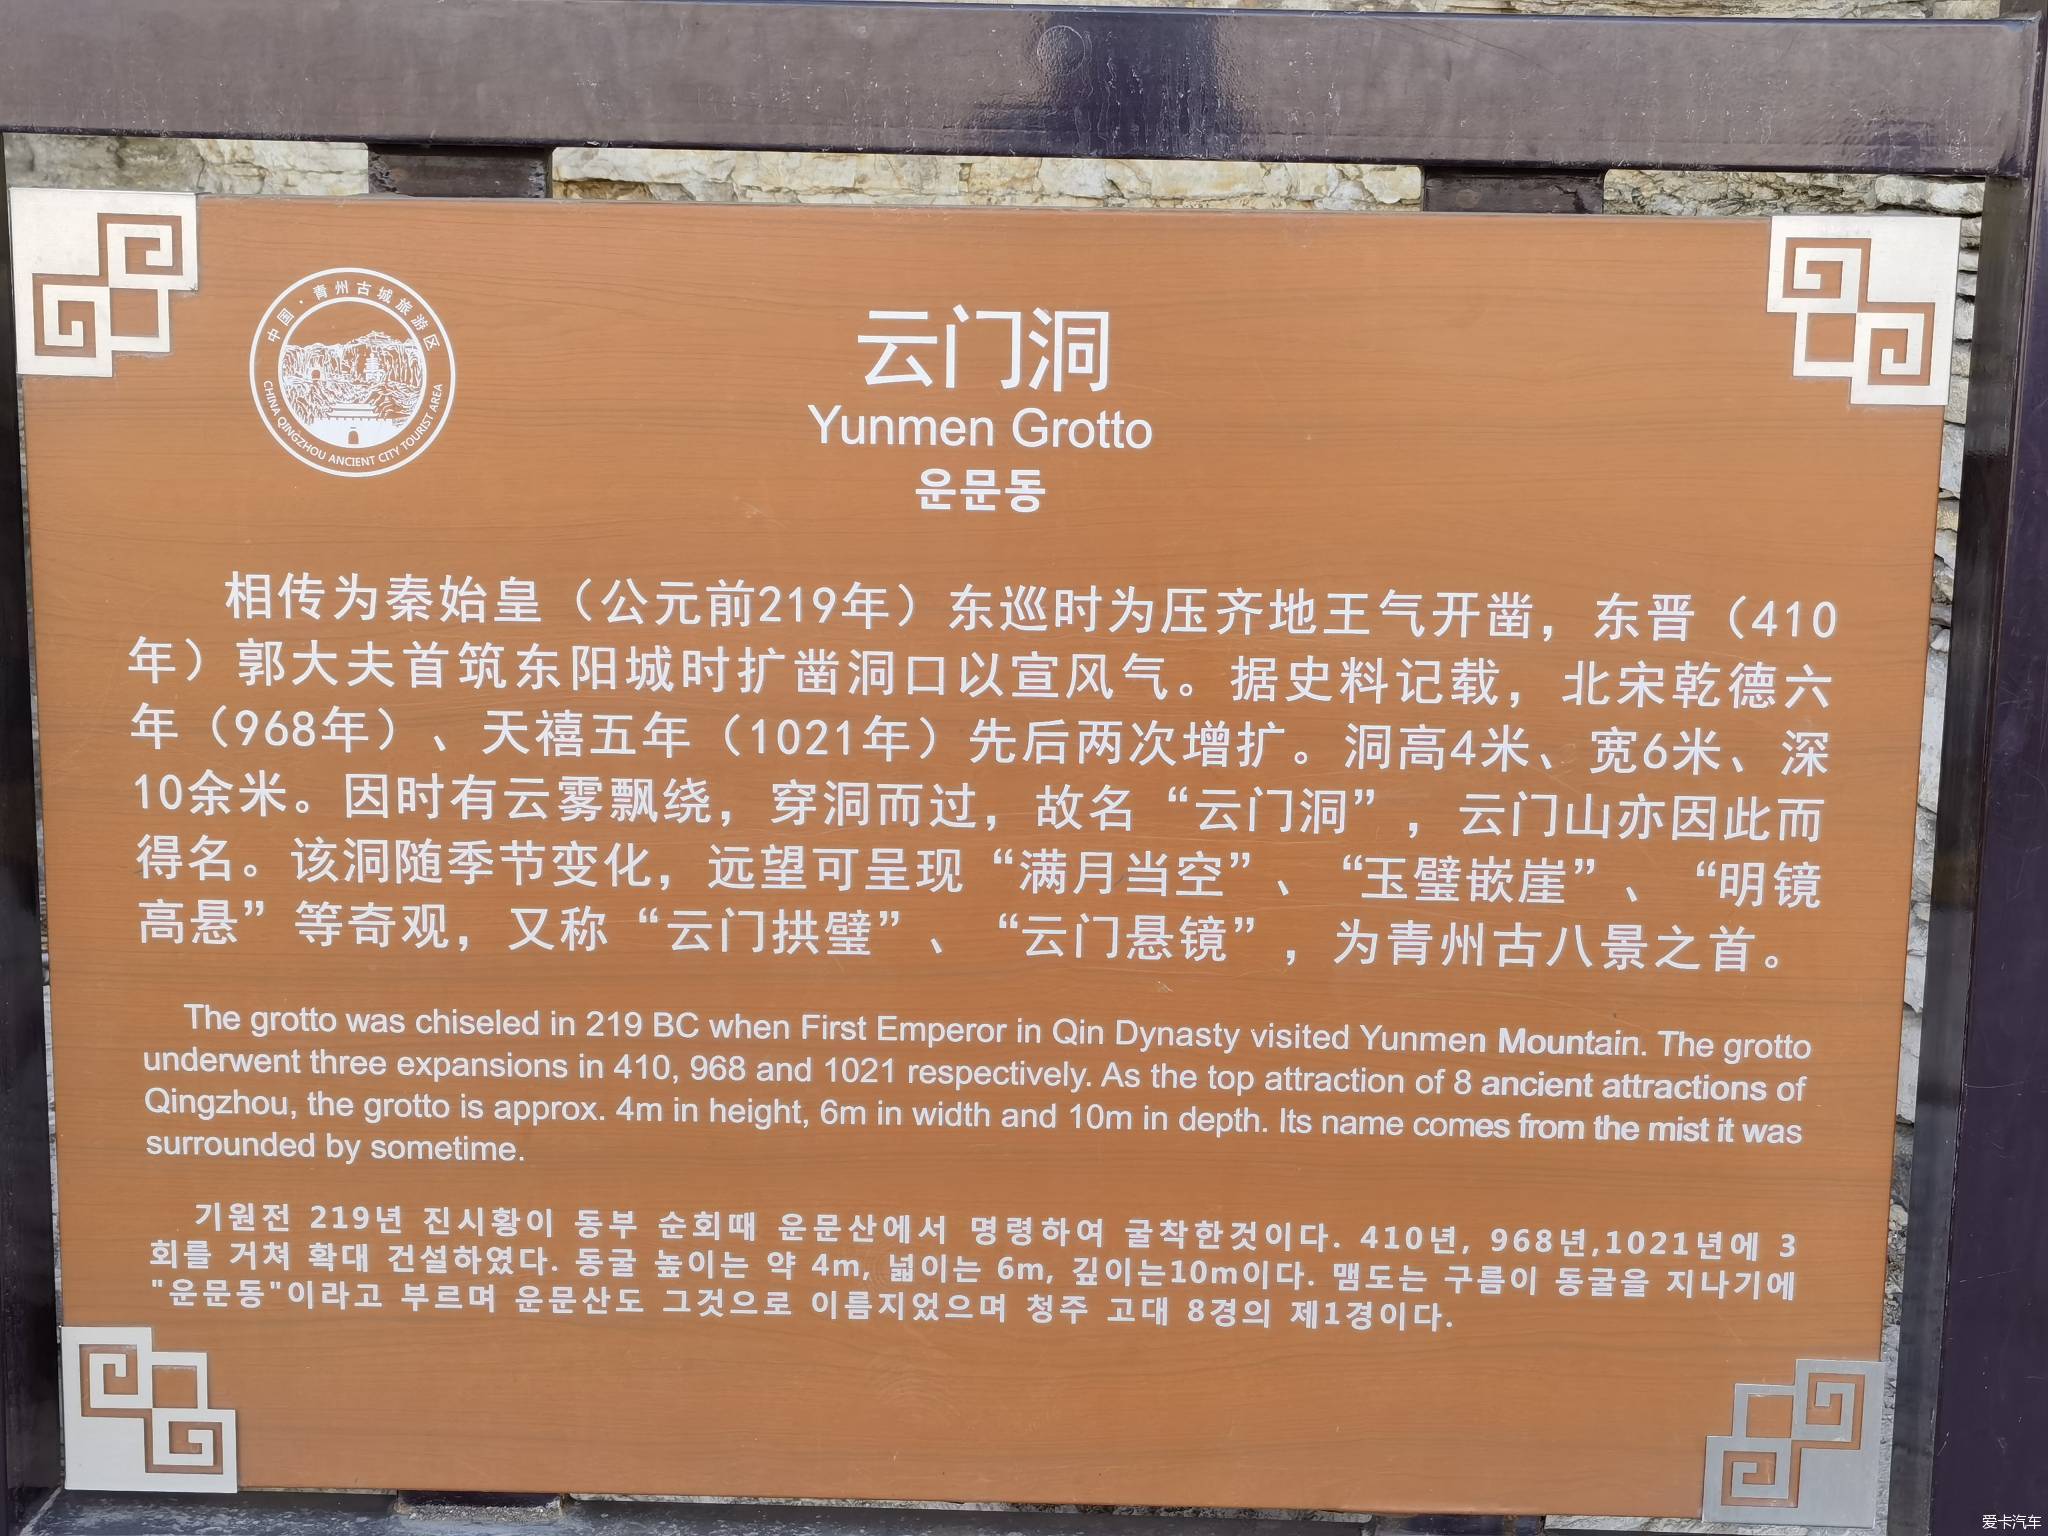 中国·青州古城旅游区
CHINA QINGZHOU ANCIENT CITY TOURIST AREA
云门洞
Yunmen Grotto
운문동
相传为秦始皇（公元前219年）东巡时为压齐地王气开凿，东晋（410
年）郭大夫首筑东阳城时扩凿洞口以宣风气。据史料记载，北宋乾德六
年（968年）、天禧五年（1021年）先后两次增扩。洞高4米、宽6米、深
10余米。因时有云雾飘绕，穿洞而过，故名“云门洞”，云门山亦因此而
得名。该洞随季节变化，远望可呈现“满月当空”、“玉璧嵌崖”、“明镜
高悬”等奇观，又称“云门拱璧”、“云门悬镜”，为青州古八景之首。
The grotto was chiseled in 219 BC when First Emperor in Qin Dynasty visited Yunmen Mountain. The grotto
underwent three expansions in 410, 968 and 1021 respectively. As the top attraction of 8 ancient attractions of
Qingzhou, the grotto is approx. 4m in height, 6m in width and 10m in depth. Its name comes from the mist it was
surrounded by sometime.
기원전 219년 진시황이 동부 순회때 운문산에서 명령하여 굴착한것이다. 410년, 968년,1021년에 3
회를 거쳐 확대 건설하였다. 동굴 높이는 약 4m, 넓이는 6m, 깊이는10m이다. 맴도는 구름이 동굴을 지나기에
"운문동"이라고 부르며 운문산도 그것으로 이름지었으며 청주 고대 8경의 제1경이다.
爱卡汽车